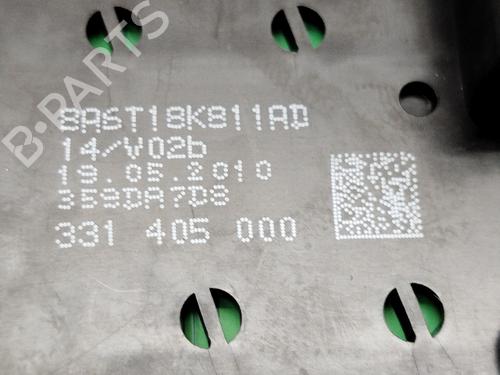 B-PARTS
8A6T18K811AD
14/V02b
19.05.2010
359DA7D8
331 405 000